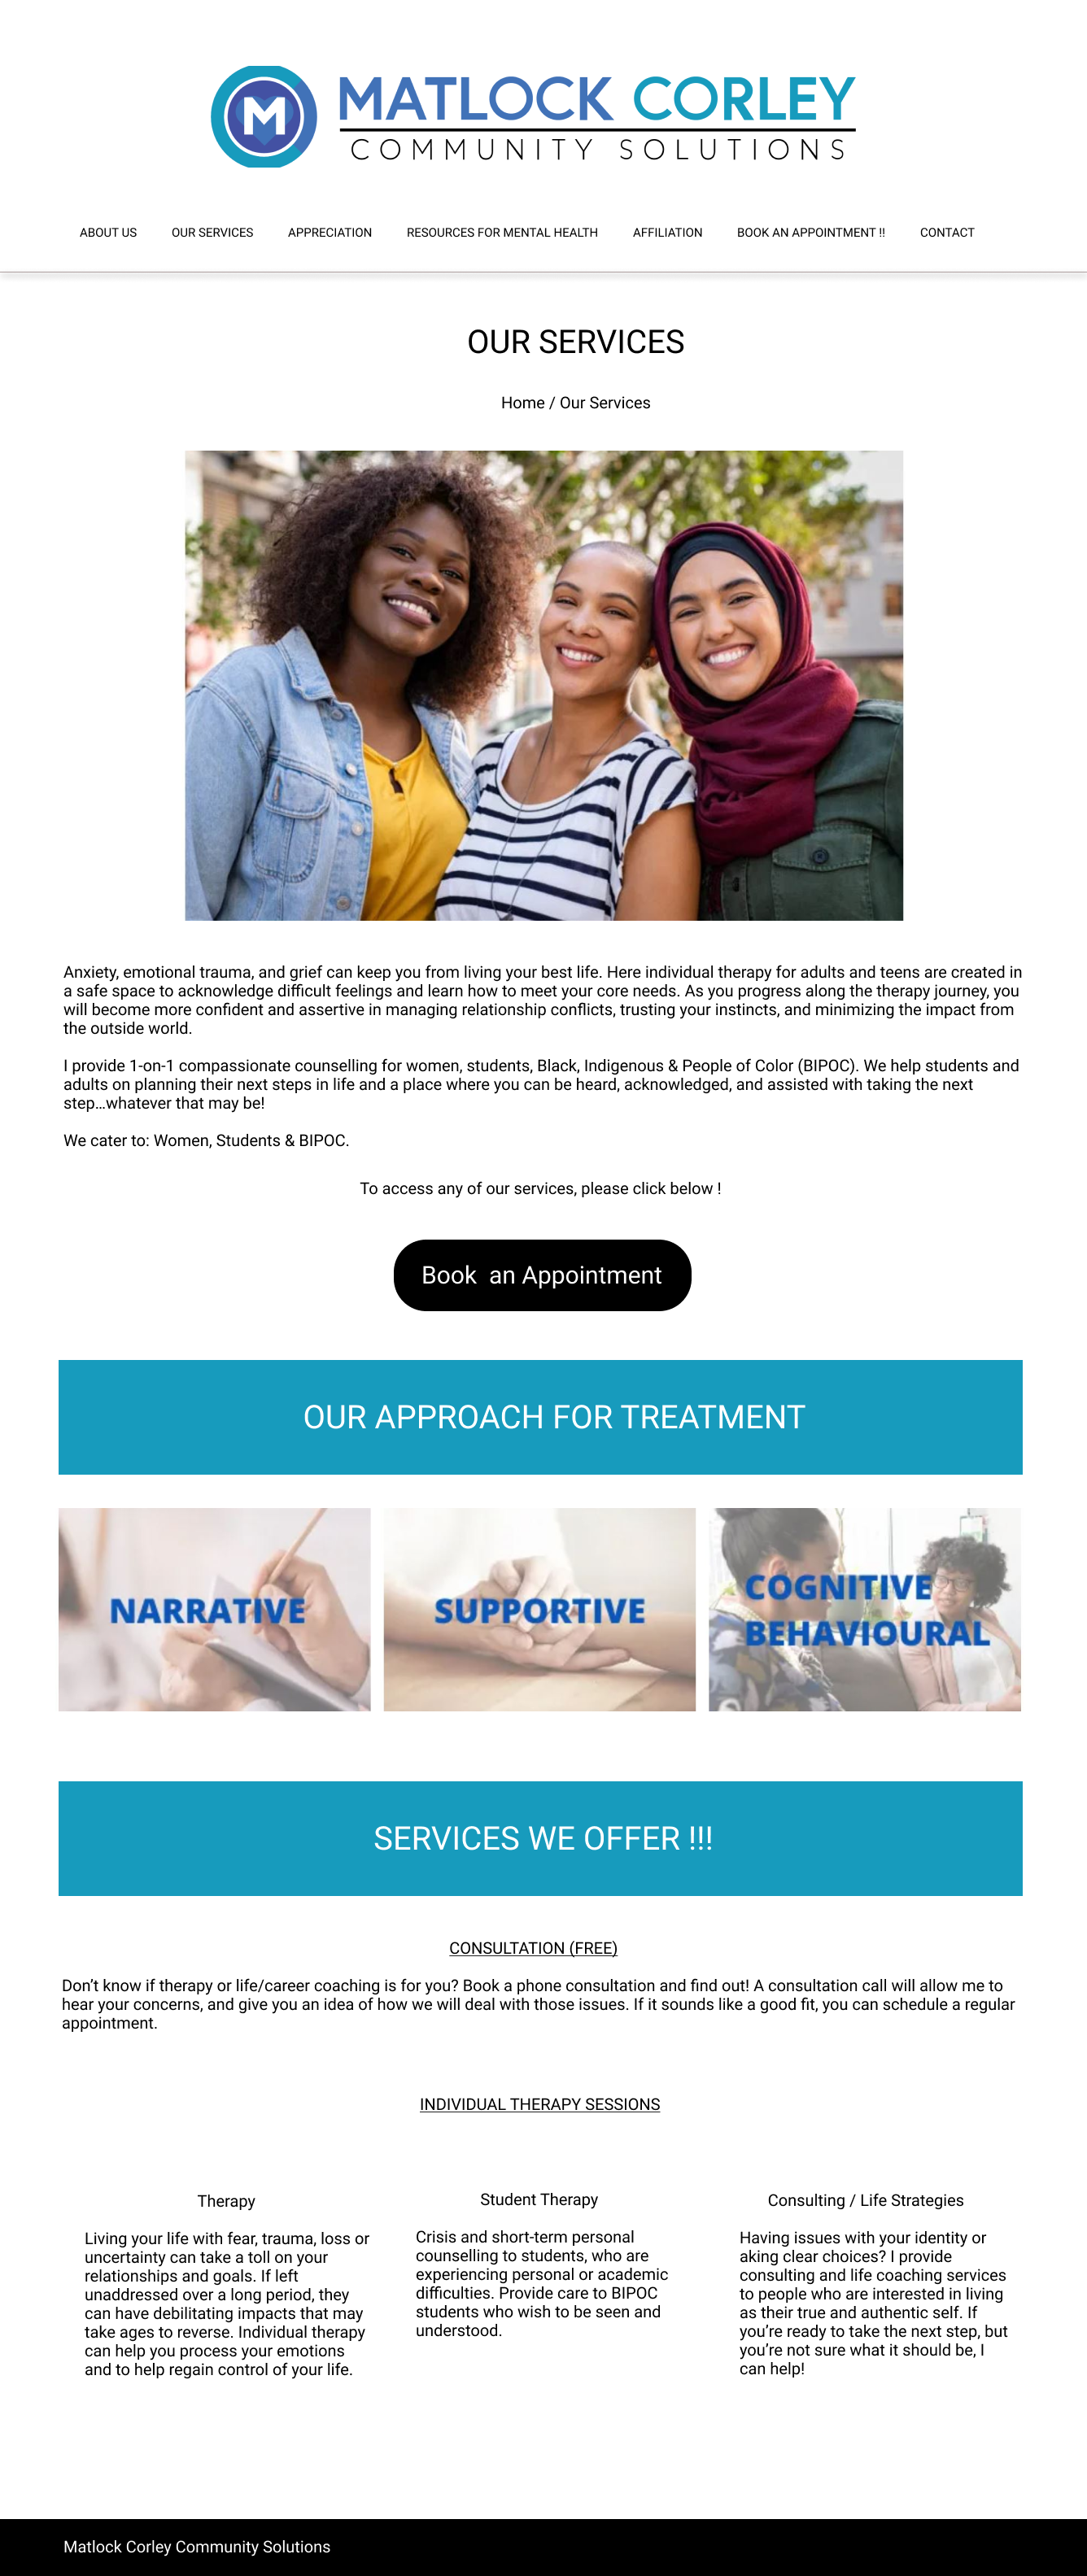 M MATLOCK CORLEY
COMMUNITY SOLUTIONS
ABOUT US OUR SERVICES APPRECIATION RESOURCES FOR MENTAL HEALTH AFFILIATION BOOK AN APPOINTMENT !! CONTACT
OUR SERVICES
Home / Our Services
Anxiety, emotional trauma, and grief can keep you from living your best life. Here individual therapy for adults and teens are created in
a safe space to acknowledge difficult feelings and learn how to meet your core needs. As you progress along the therapy journey, you
will become more confident and assertive in managing relationship conflicts, trusting your instincts, and minimizing the impact from
the outside world.
I provide 1-on-1 compassionate counselling for women, students, Black, Indigenous & People of Color (BIPOC). We help students and
adults on planning their next steps in life and a place where you can be heard, acknowledged, and assisted with taking the next
step…whatever that may be!
We cater to: Women, Students & BIPOC.
To access any of our services, please click below !
Book an Appointment
OUR APPROACH FOR TREATMENT
NARRATIVE
SUPPORTIVE
COGNITIVE
BEHAVIOURAL
SERVICES WE OFFER !!!
CONSULTATION (FREE)
Don’t know if therapy or life/career coaching is for you? Book a phone consultation and find out! A consultation call will allow me to
hear your concerns, and give you an idea of how we will deal with those issues. If it sounds like a good fit, you can schedule a regular
appointment.
INDIVIDUAL THERAPY SESSIONS
Therapy
Living your life with fear, trauma, loss or
uncertainty can take a toll on your
relationships and goals. If left
unaddressed over a long period, they
can have debilitating impacts that may
take ages to reverse. Individual therapy
can help you process your emotions
and to help regain control of your life.
Student Therapy
Crisis and short-term personal
counselling to students, who are
experiencing personal or academic
difficulties. Provide care to BIPOC
students who wish to be seen and
understood.
Consulting / Life Strategies
Having issues with your identity or
aking clear choices? I provide
consulting and life coaching services
to people who are interested in living
as their true and authentic self. If
you’re ready to take the next step, but
you’re not sure what it should be, I
can help!
Matlock Corley Community Solutions